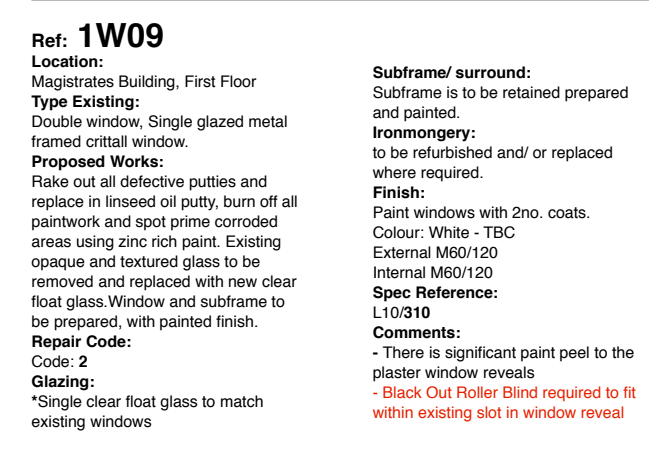 Ref: 1W09
Location:
Magistrates Building, First Floor
Type Existing:
Double window, Single glazed metal
framed crittall window.
Proposed Works:
Rake out all defective putties and
replace in linseed oil putty, burn off all
paintwork and spot prime corroded
areas using zinc rich paint. Existing
opaque and textured glass to be
removed and replaced with new clear
float glass.Window and subframe to
be prepared, with painted finish.
Repair Code:
Code: 2
Glazing:
*Single clear float glass to match
existing windows
Subframe/ surround:
Subframe is to be retained prepared
and painted.
Ironmongery:
to be refurbished and/ or replaced
where required.
Finish:
Paint windows with 2no. coats.
Colour: White - TBC
External M60/120
Internal M60/120
Spec Reference:
L10/310
Comments:
- There is significant paint peel to the
plaster window reveals
- Black Out Roller Blind required to fit
within existing slot in window reveal